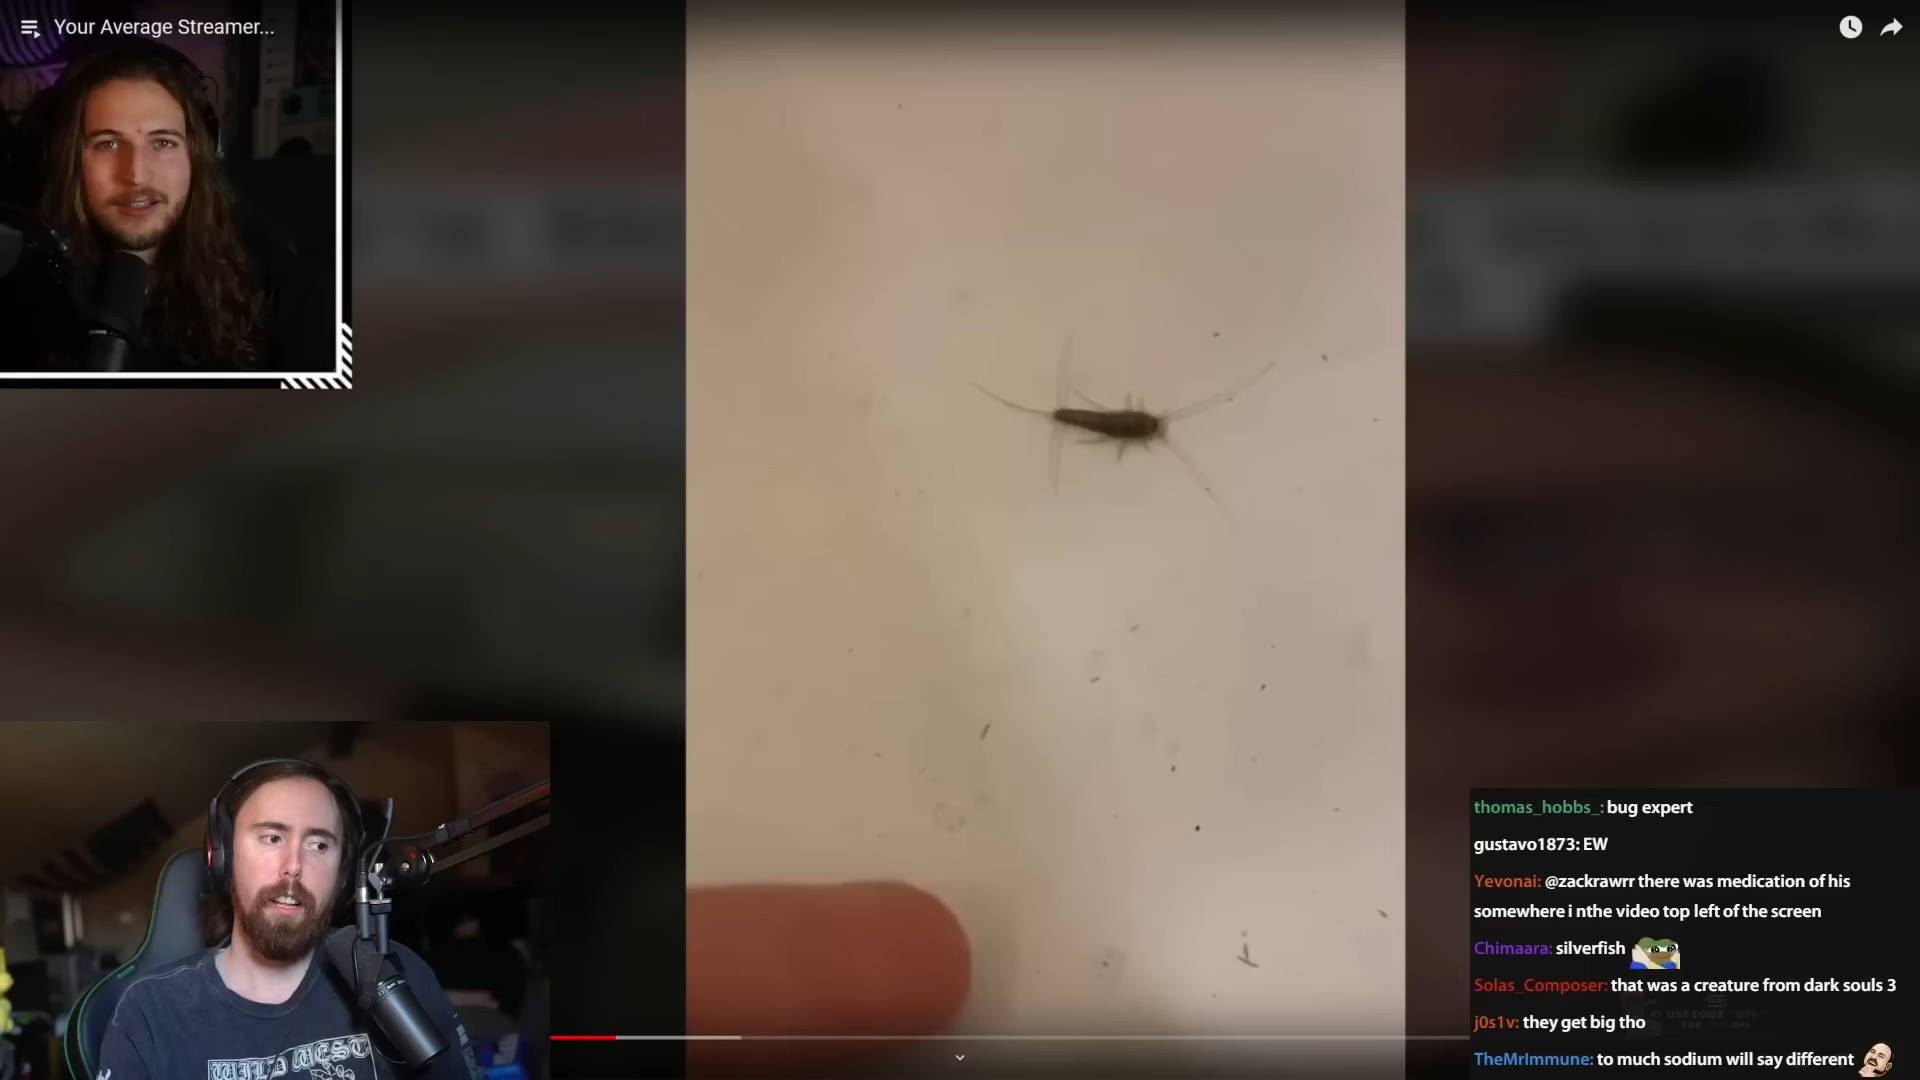 Your Average Streamer...
thomas_hobbs_: bug expert
gustavo1873: EW
Yevonai: @zackrawrr there was medication of his
somewhere i nthe video top left of the screen
Chimaara: silverfish
Solas_Composer: that was a creature from dark souls 3
j0s1v: they get big tho
TheMrImmune: to much sodium will say different
WILD WEST